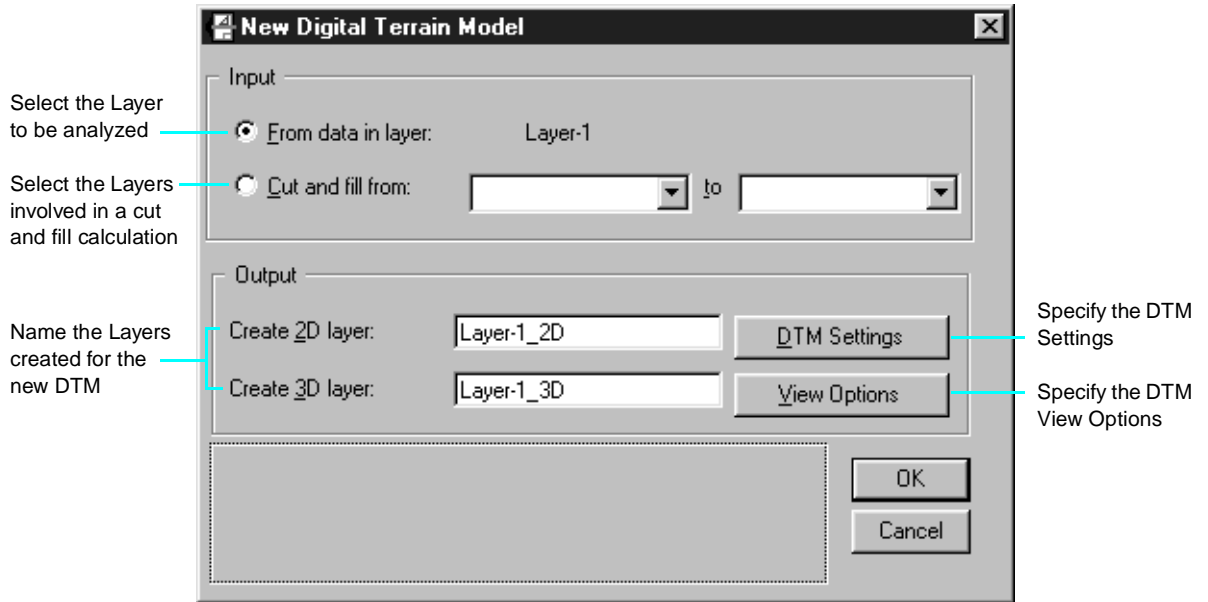 New Digital Terrain Model
Input
Select the Layer
to be analyzed
From data in layer: Layer-1
Select the Layers
involved in a cut
and fill calculation
Cut and fill from: to
Output
Name the Layers
created for the
new DTM
Create 2D layer: Layer-1_2D
DTM Settings
Specify the DTM
Settings
Create 3D layer: Layer-1_3D
View Options
Specify the DTM
View Options
OK
Cancel